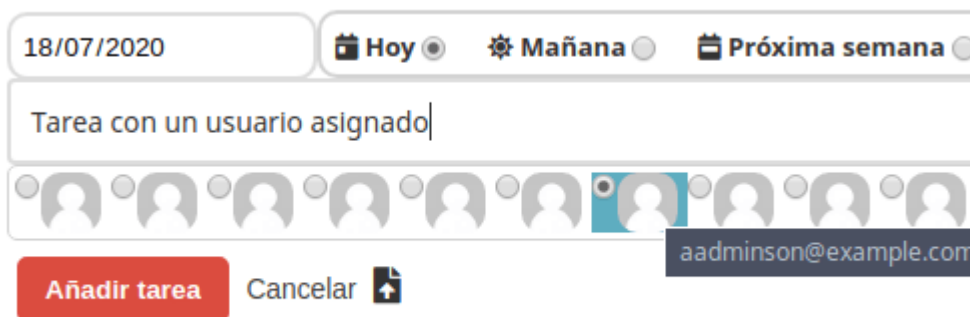 18/07/2020 Hoy Mañana Próxima semana
Tarea con un usuario asignado
aadminson@example.com
Añadir tarea Cancelar